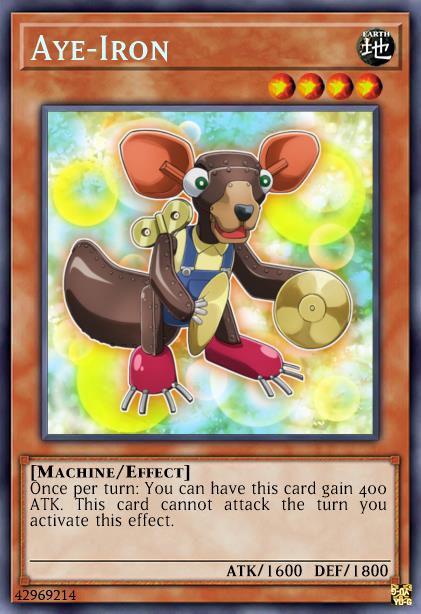 Aye-Iron
EARTH
地
[Machine/Effect]
Once per turn: You can have this card gain 400
ATK. This card cannot attack the turn you
activate this effect.
ATK/1600 DEF/1800
42969214